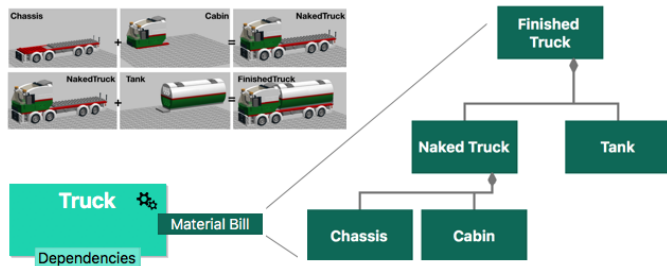 Chassis
Cabin
NakedTruck
+
=
NakedTruck
Tank
FinishedTruck
+
=
Finished
Truck
Naked Truck
Tank
Truck
Material Bill
Chassis
Cabin
Dependencies